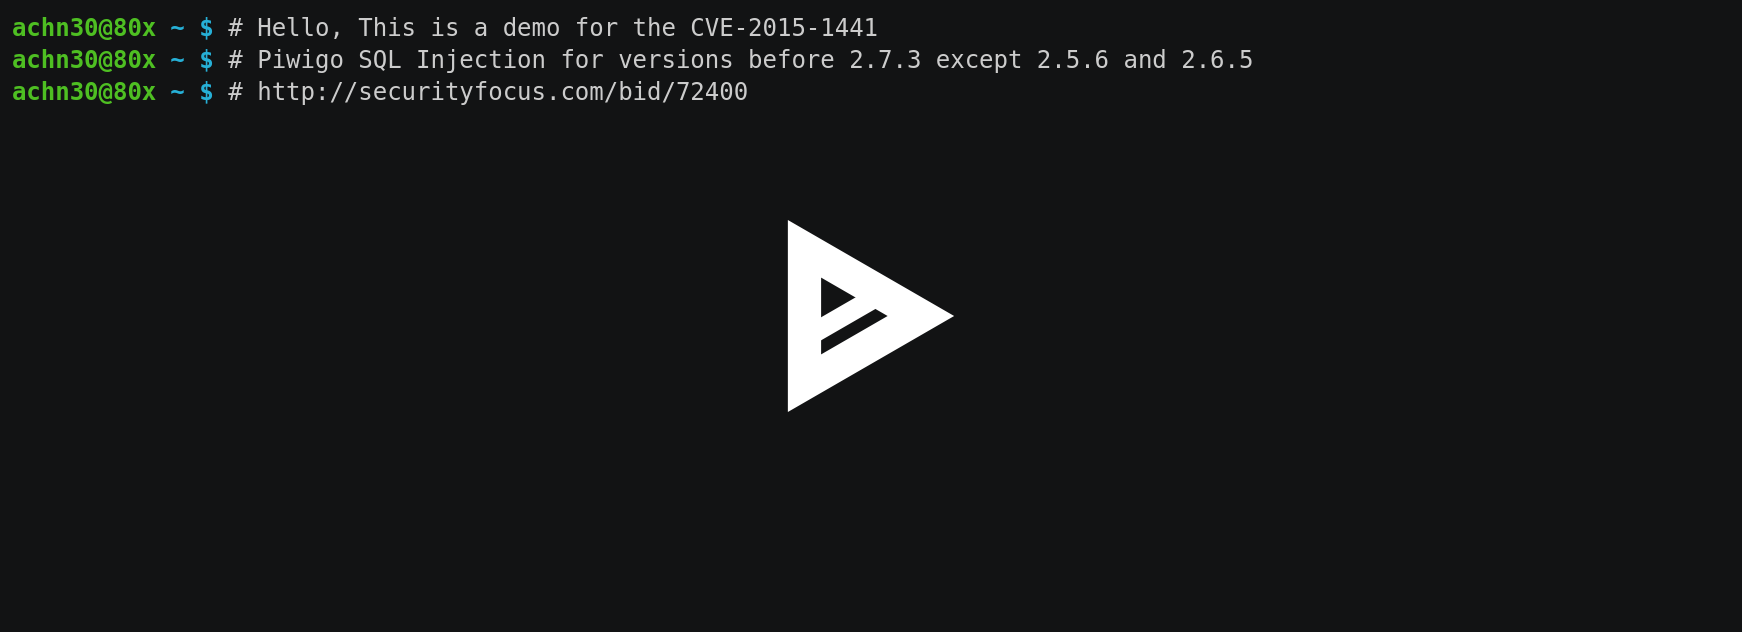 achn30@80x ~ $ # Hello, This is a demo for the CVE-2015-1441
achn30@80x ~ $ # Piwigo SQL Injection for versions before 2.7.3 except 2.5.6 and 2.6.5
achn30@80x ~ $ # http://securityfocus.com/bid/72400